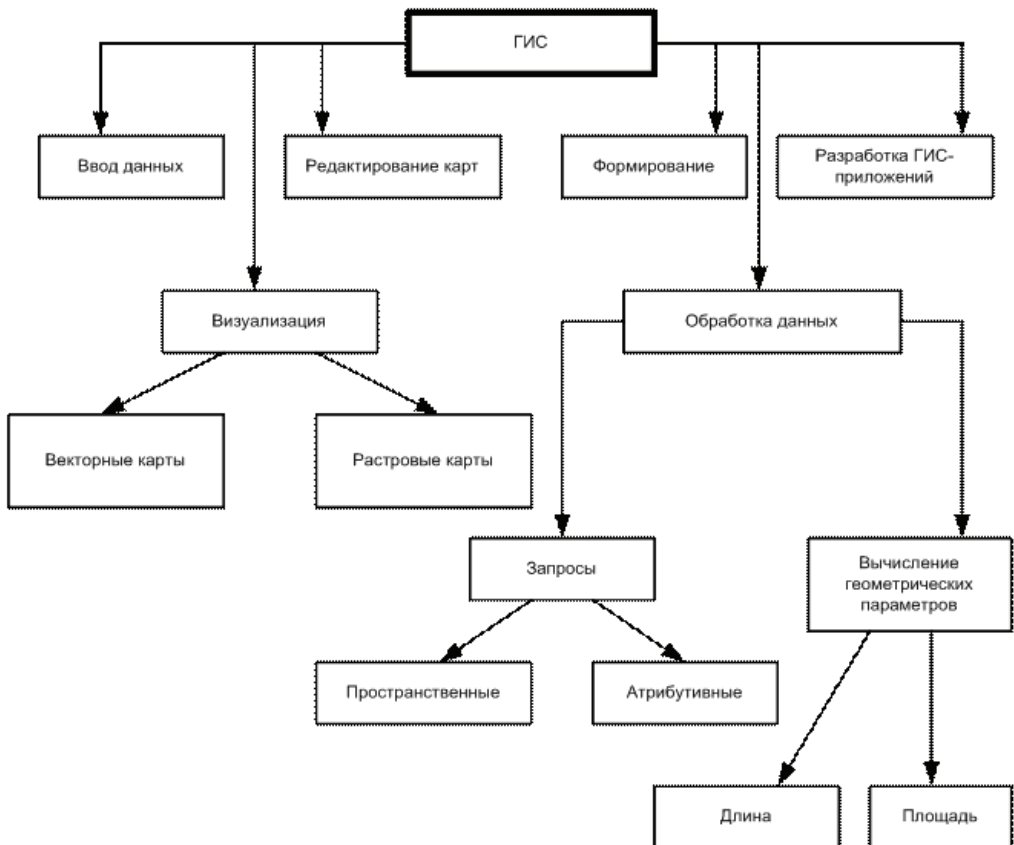 ГИС
Ввод данных
Редактирование карт
Формирование
Разработка ГИС-
приложений
Визуализация
Обработка данных
Векторные карты
Растровые карты
Запросы
Вычисление
геометрических
параметров
Пространственные
Атрибутивные
Длина
Площадь